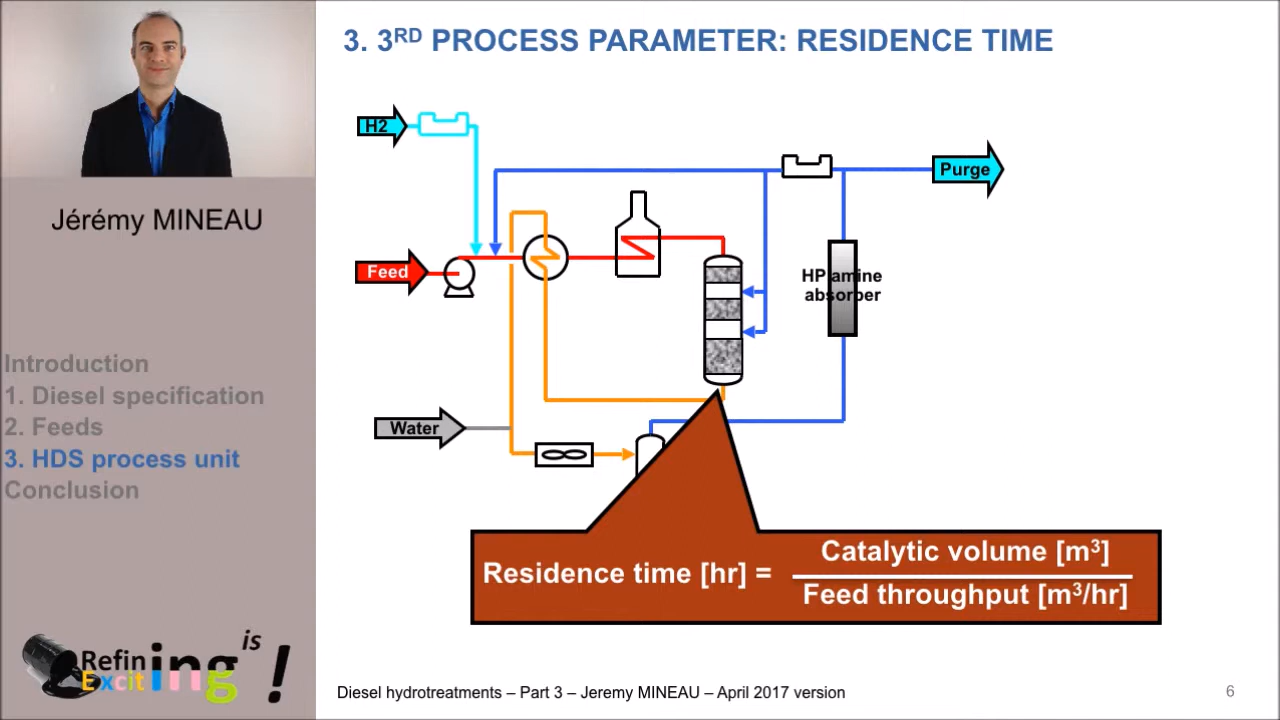 3. 3RD PROCESS PARAMETER: RESIDENCE TIME
Jérémy MINEAU
Introduction
1. Diesel specification
2. Feeds
3. HDS process unit
Conclusion
H2
Purge
Feed
HP amine
absorber
Water
Residence time [hr] =
Catalytic volume [m³]
Feed throughput [m³/hr]
Refining is
Exciting !
Diesel hydrotreatments – Part 3 – Jeremy MINEAU – April 2017 version
6